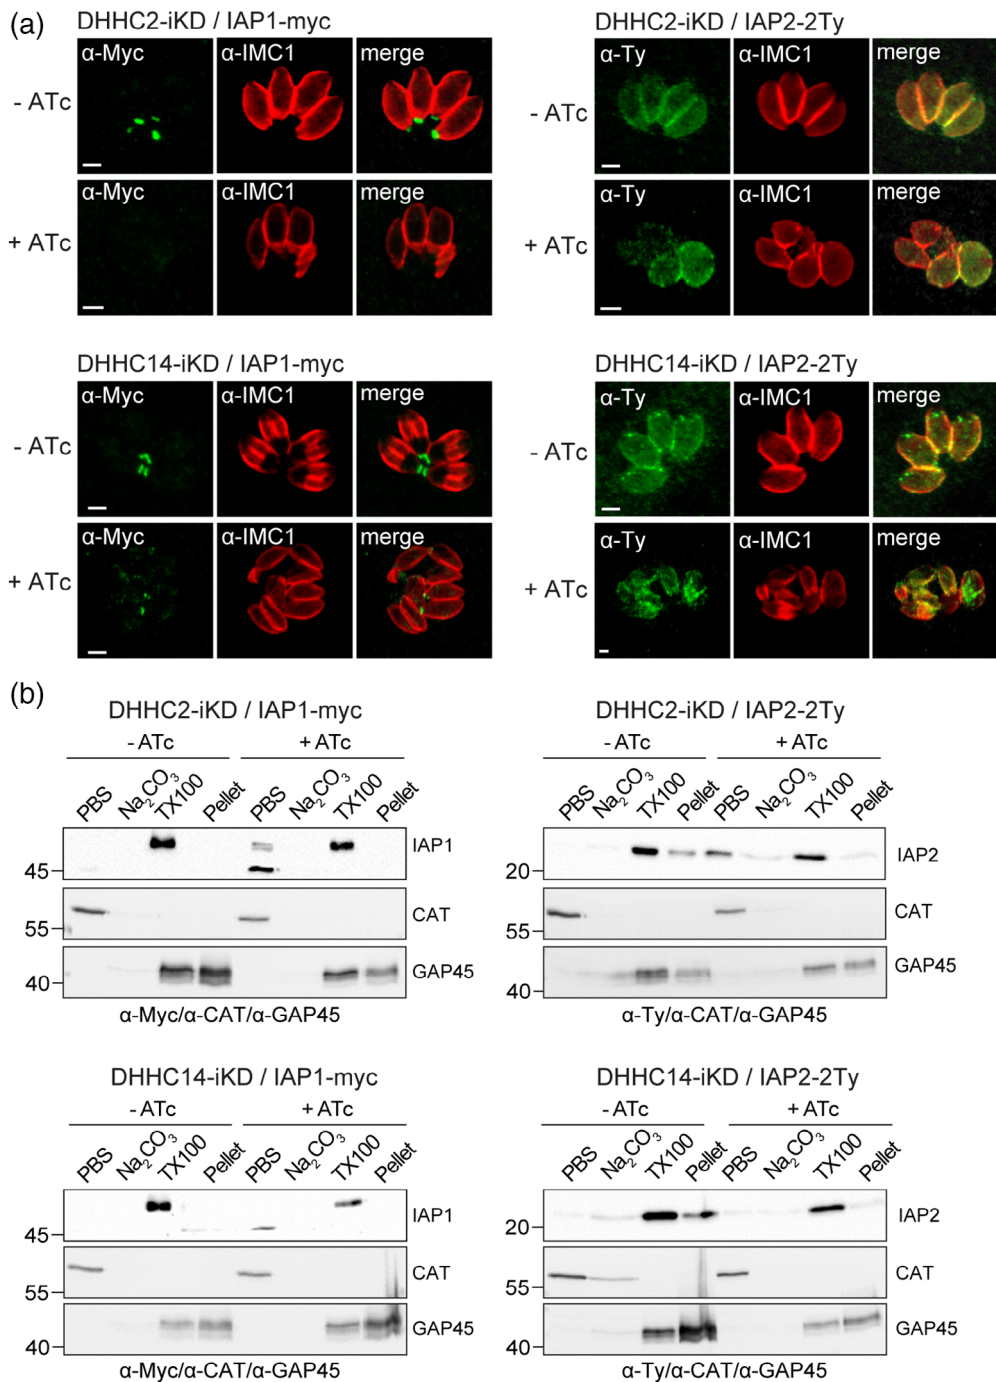 (a)
DHHC2-iKD / IAP1-myc
α-Myc α-IMC1 merge
- ATc
α-Myc α-IMC1 merge
+ ATc
DHHC2-iKD / IAP2-2Ty
α-Ty α-IMC1 merge
- ATc
α-Ty α-IMC1 merge
+ ATc
DHHC14-iKD / IAP1-myc
α-Myc α-IMC1 merge
- ATc
α-Myc α-IMC1 merge
+ ATc
DHHC14-iKD / IAP2-2Ty
α-Ty α-IMC1 merge
- ATc
α-Ty α-IMC1 merge
+ ATc
(b)
DHHC2-iKD / IAP1-myc
- ATc + ATc
PBS Na₂CO₃ TX100 Pellet PBS Na₂CO₃ TX100 Pellet
IAP1
45
CAT
55
GAP45
40
α-Myc/α-CAT/α-GAP45
DHHC2-iKD / IAP2-2Ty
- ATc + ATc
PBS Na₂CO₃ TX100 Pellet PBS Na₂CO₃ TX100 Pellet
IAP2
20
CAT
55
GAP45
40
α-Ty/α-CAT/α-GAP45
DHHC14-iKD / IAP1-myc
- ATc + ATc
PBS Na₂CO₃ TX100 Pellet PBS Na₂CO₃ TX100 Pellet
IAP1
45
CAT
55
GAP45
40
α-Myc/α-CAT/α-GAP45
DHHC14-iKD / IAP2-2Ty
- ATc + ATc
PBS Na₂CO₃ TX100 Pellet PBS Na₂CO₃ TX100 Pellet
IAP2
20
CAT
55
GAP45
40
α-Ty/α-CAT/α-GAP45